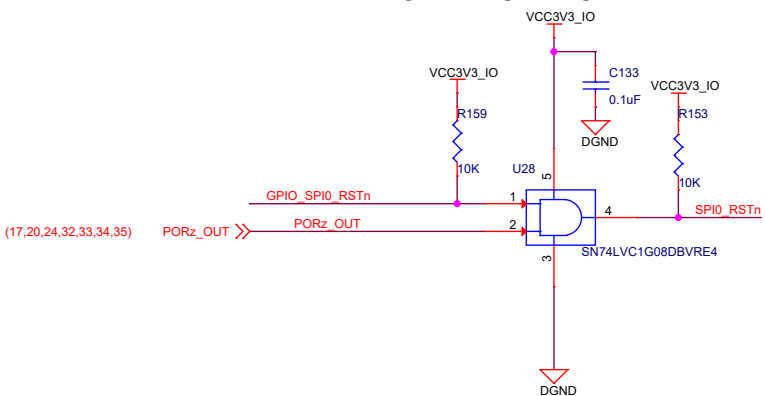 VCC3V3_IO
VCC3V3_IO
C133
VCC3V3_IO
0.1uF
R159
R153
DGND
10K
U28
5
10K
GPIO_SPI0_RSTn
1
4
SPI0_RSTn
(17,20,24,32,33,34,35)
PORz_OUT
PORz_OUT
2
SN74LVC1G08DBVRE4
3
DGND